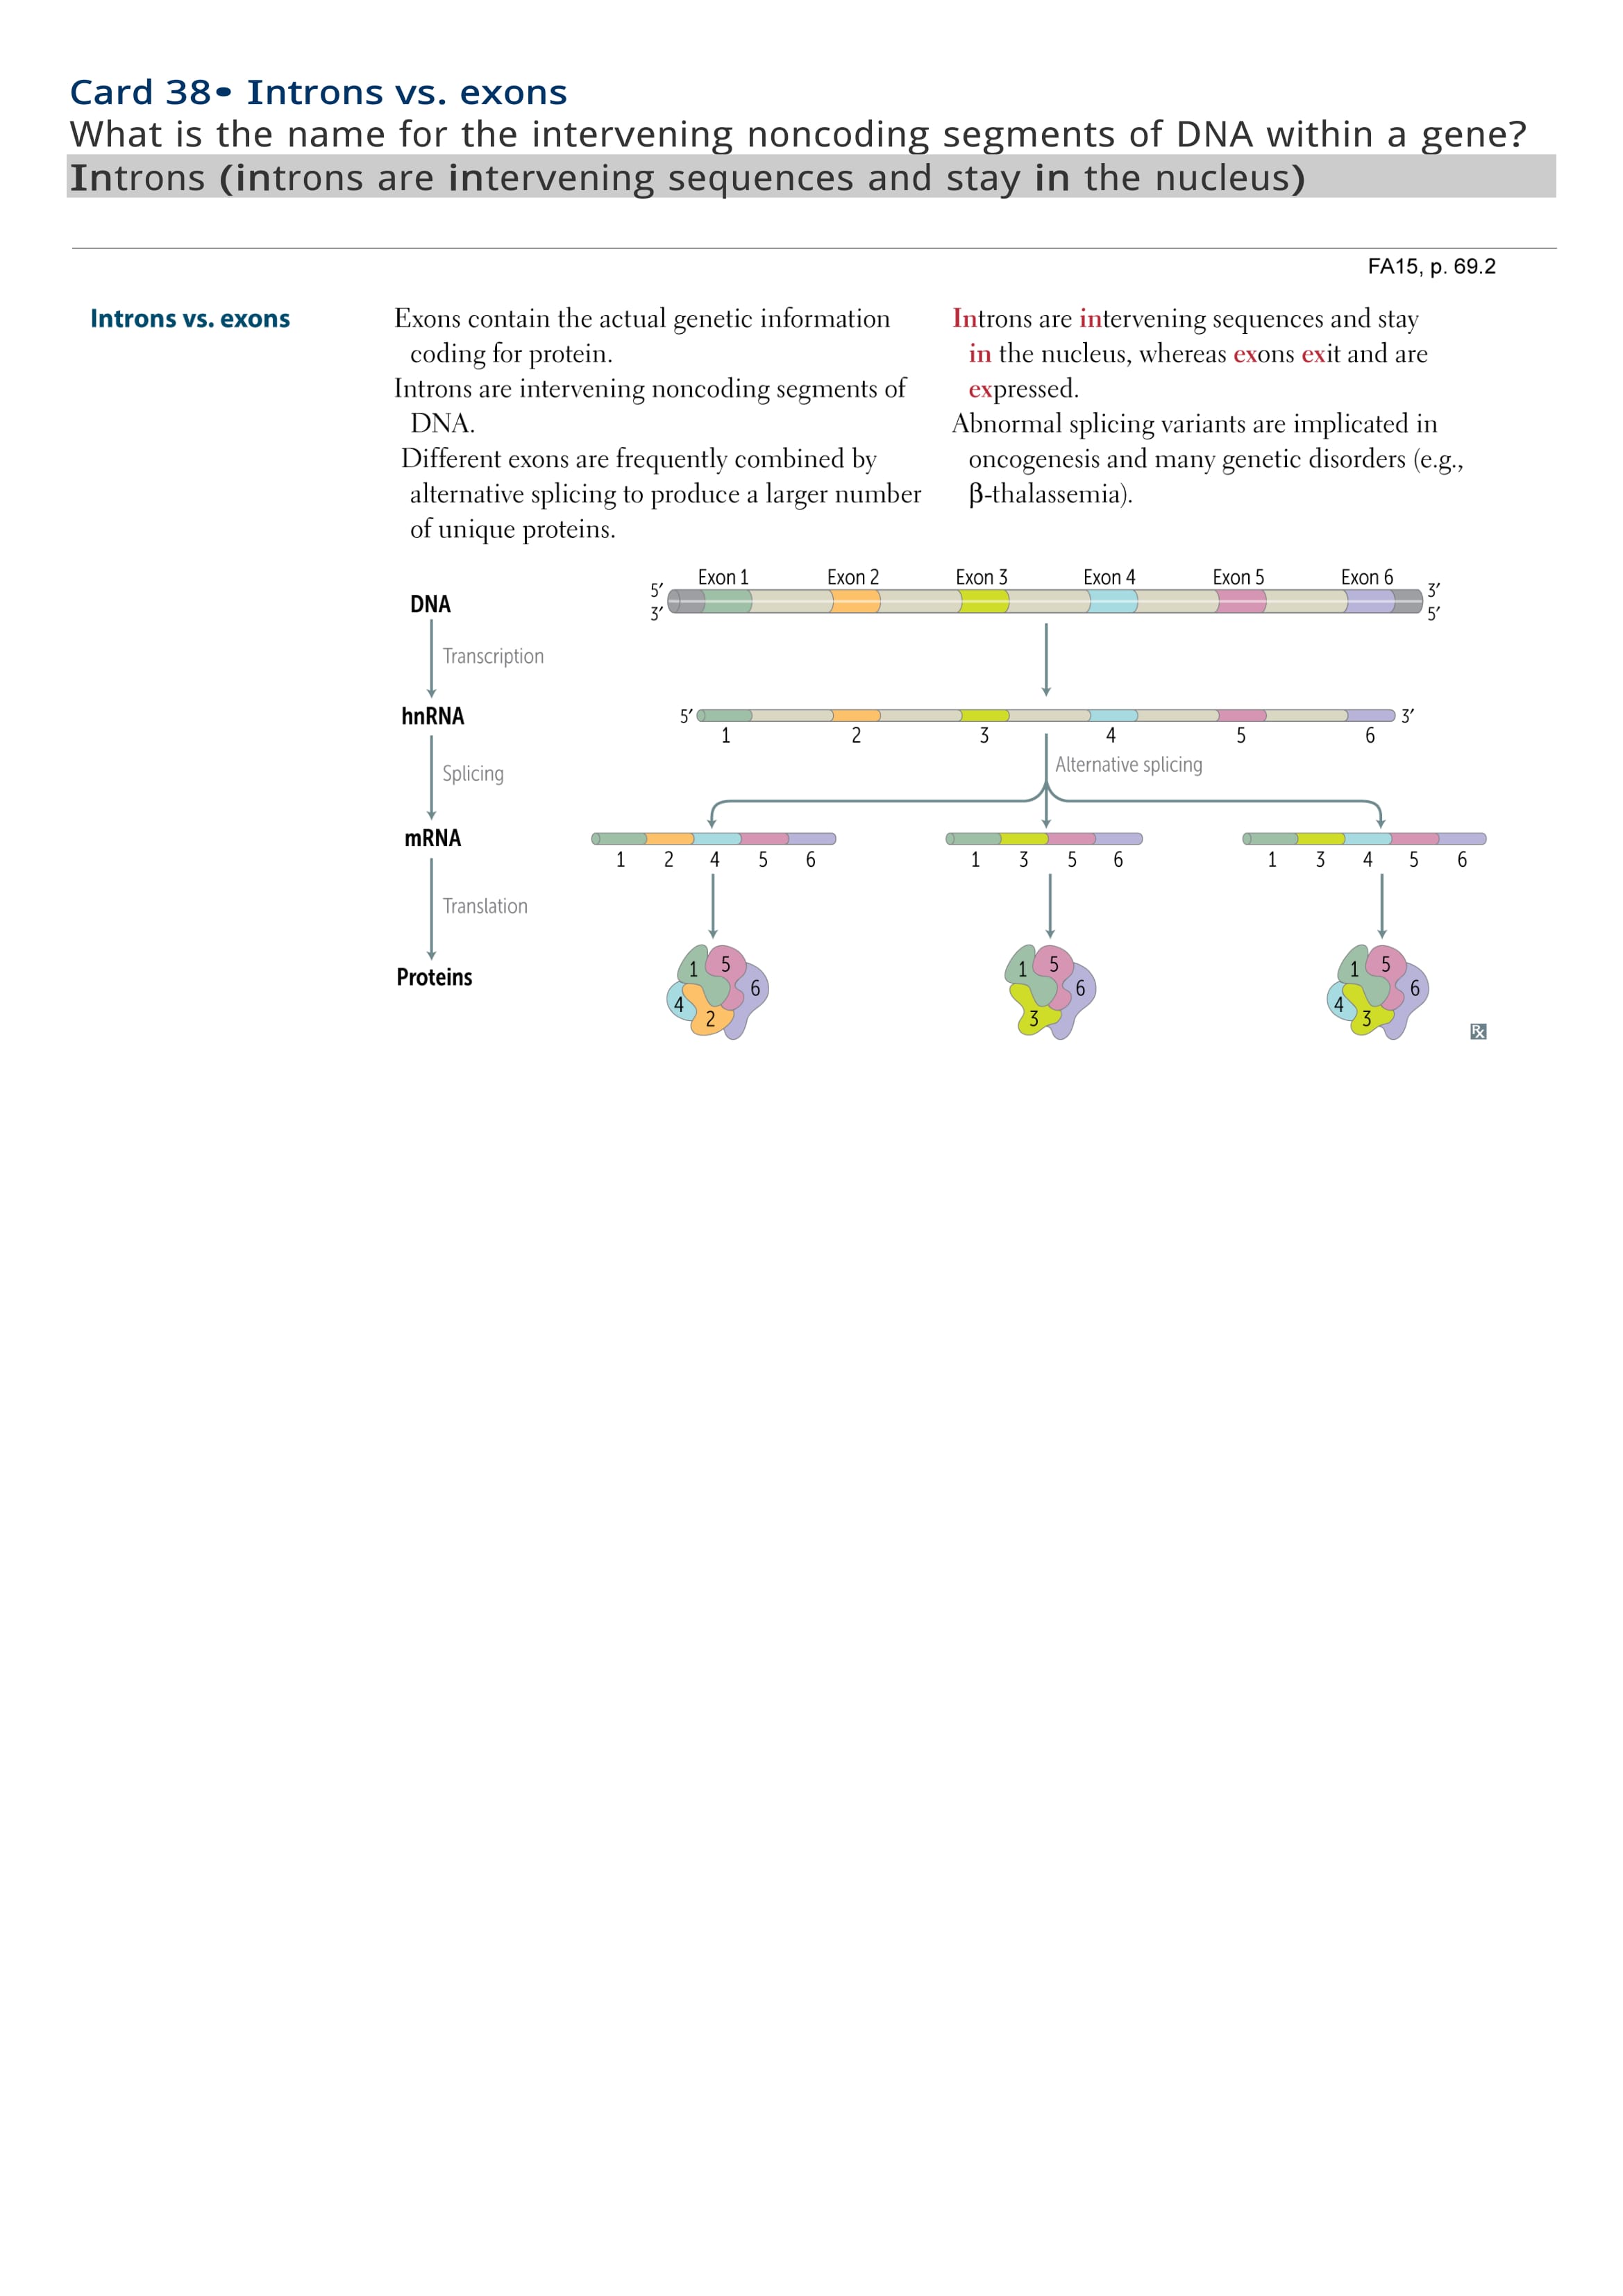 Card 38• Introns vs. exons
What is the name for the intervening noncoding segments of DNA within a gene?
Introns (introns are intervening sequences and stay in the nucleus)
FA15, p. 69.2
Introns vs. exons
Exons contain the actual genetic information
coding for protein.
Introns are intervening noncoding segments of
DNA.
Different exons are frequently combined by
alternative splicing to produce a larger number
of unique proteins.
Introns are intervening sequences and stay
in the nucleus, whereas exons exit and are
expressed.
Abnormal splicing variants are implicated in
oncogenesis and many genetic disorders (e.g.,
β-thalassemia).
Exon 1 Exon 2 Exon 3 Exon 4 Exon 5 Exon 6
DNA
5′ 3′
3′ 5′
Transcription
hnRNA
5′ 3′
1 2 3 4 5 6
Splicing
Alternative splicing
mRNA
1 2 4 5 6
1 3 5 6
1 3 4 5 6
Translation
Proteins
1 5 6 4 2
1 5 6 3
1 5 6 4 3
Rx